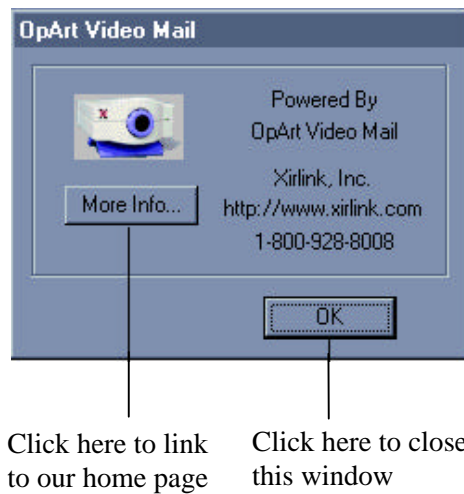 OpArt Video Mail
X
Powered By
OpArt Video Mail
Xirlink, Inc.
http://www.xirlink.com
1-800-928-8008
More Info...
OK
Click here to link
to our home page
Click here to close
this window